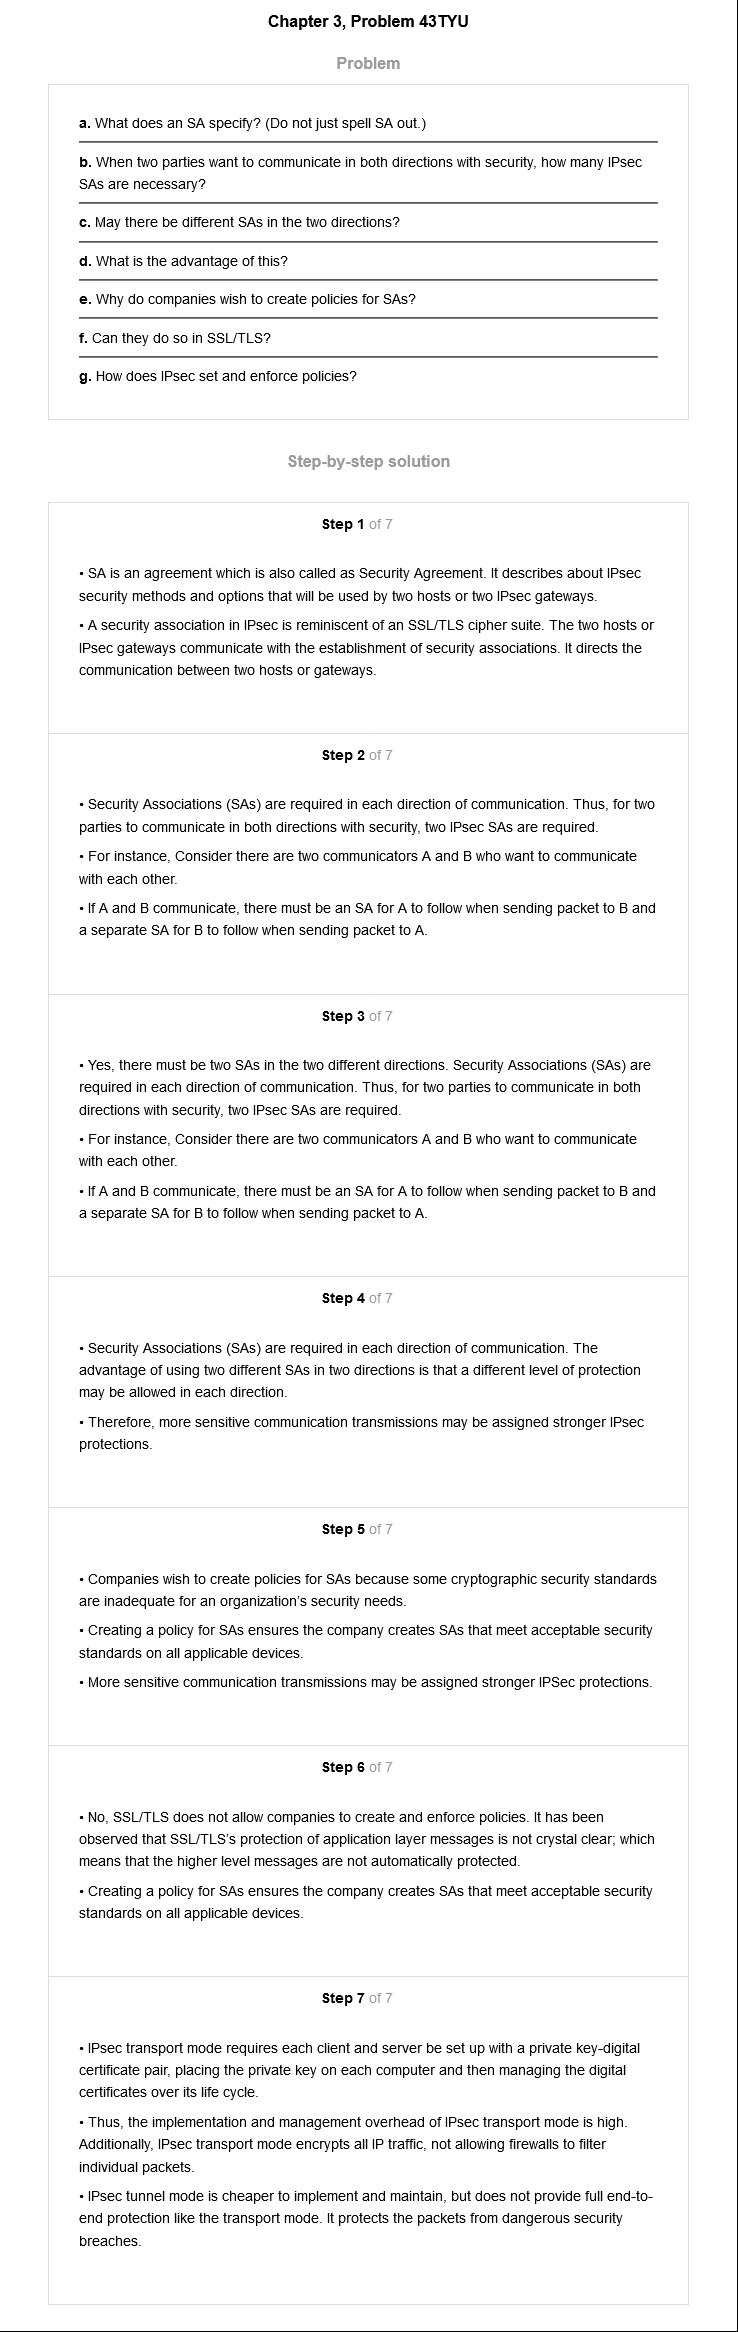 Chapter 3, Problem 43TYU
Problem
a. What does an SA specify? (Do not just spell SA out.)
b. When two parties want to communicate in both directions with security, how many IPsec
SAs are necessary?
c. May there be different SAs in the two directions?
d. What is the advantage of this?
e. Why do companies wish to create policies for SAs?
f. Can they do so in SSL/TLS?
g. How does IPsec set and enforce policies?
Step-by-step solution
Step 1 of 7
• SA is an agreement which is also called as Security Agreement. It describes about IPsec
security methods and options that will be used by two hosts or two IPsec gateways.
• A security association in IPsec is reminiscent of an SSL/TLS cipher suite. The two hosts or
IPsec gateways communicate with the establishment of security associations. It directs the
communication between two hosts or gateways.
Step 2 of 7
• Security Associations (SAs) are required in each direction of communication. Thus, for two
parties to communicate in both directions with security, two IPsec SAs are required.
• For instance, Consider there are two communicators A and B who want to communicate
with each other.
• If A and B communicate, there must be an SA for A to follow when sending packet to B and
a separate SA for B to follow when sending packet to A.
Step 3 of 7
• Yes, there must be two SAs in the two different directions. Security Associations (SAs) are
required in each direction of communication. Thus, for two parties to communicate in both
directions with security, two IPsec SAs are required.
• For instance, Consider there are two communicators A and B who want to communicate
with each other.
• If A and B communicate, there must be an SA for A to follow when sending packet to B and
a separate SA for B to follow when sending packet to A.
Step 4 of 7
• Security Associations (SAs) are required in each direction of communication. The
advantage of using two different SAs in two directions is that a different level of protection
may be allowed in each direction.
• Therefore, more sensitive communication transmissions may be assigned stronger IPsec
protections.
Step 5 of 7
• Companies wish to create policies for SAs because some cryptographic security standards
are inadequate for an organization's security needs.
• Creating a policy for SAs ensures the company creates SAs that meet acceptable security
standards on all applicable devices.
• More sensitive communication transmissions may be assigned stronger IPSec protections.
Step 6 of 7
• No, SSL/TLS does not allow companies to create and enforce policies. It has been
observed that SSL/TLS's protection of application layer messages is not crystal clear; which
means that the higher level messages are not automatically protected.
• Creating a policy for SAs ensures the company creates SAs that meet acceptable security
standards on all applicable devices.
Step 7 of 7
• IPsec transport mode requires each client and server be set up with a private key-digital
certificate pair, placing the private key on each computer and then managing the digital
certificates over its life cycle.
• Thus, the implementation and management overhead of IPsec transport mode is high.
Additionally, IPsec transport mode encrypts all IP traffic, not allowing firewalls to filter
individual packets.
• IPsec tunnel mode is cheaper to implement and maintain, but does not provide full end-to-
end protection like the transport mode. It protects the packets from dangerous security
breaches.